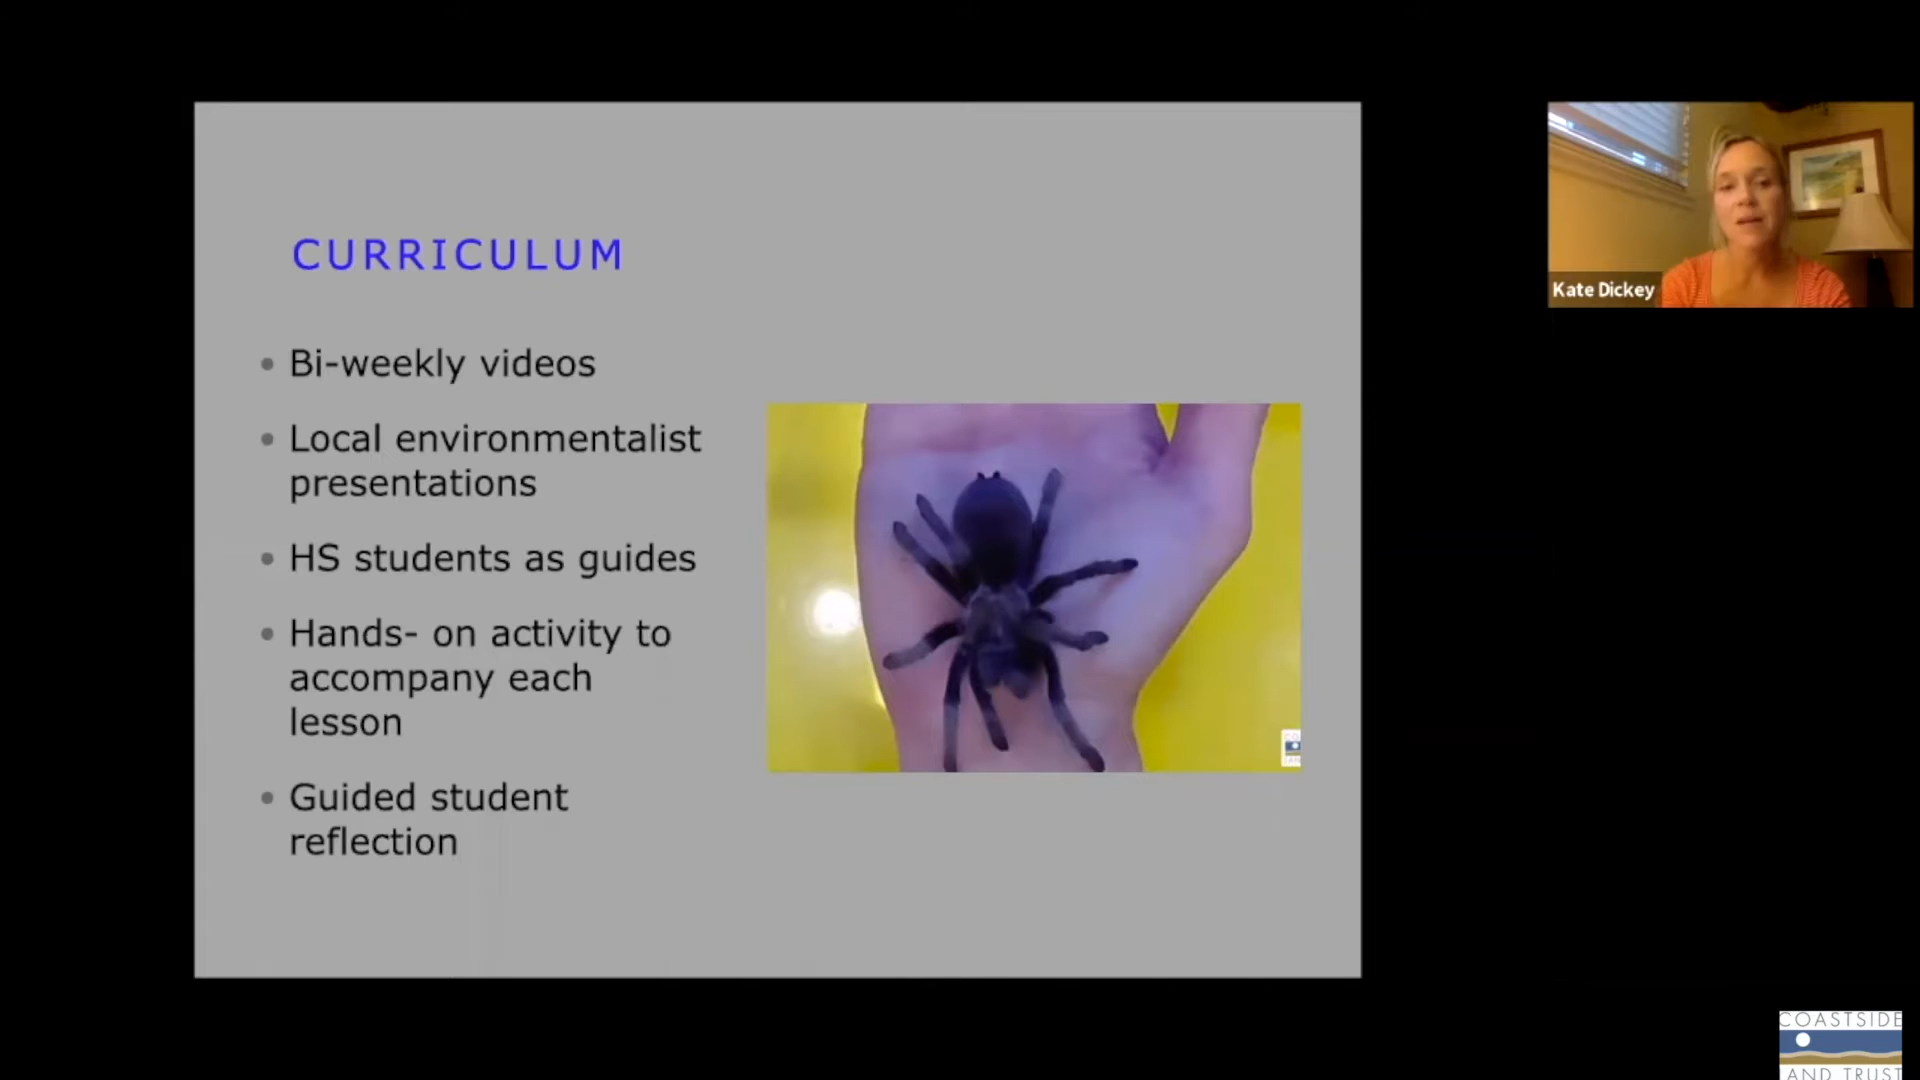 CURRICULUM
Bi-weekly videos
Local environmentalist
presentations
HS students as guides
Hands- on activity to
accompany each
lesson
Guided student
reflection
Kate Dickey
COASTSIDE
LAND TRUST